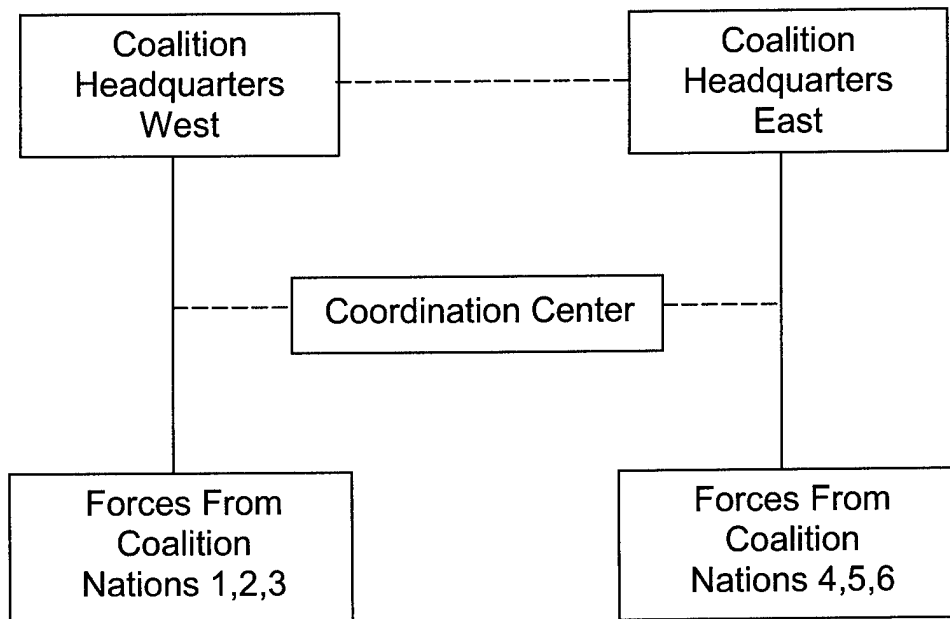 Coalition
Headquarters
West
Coalition
Headquarters
East
Coordination Center
Forces From
Coalition
Nations 1,2,3
Forces From
Coalition
Nations 4,5,6